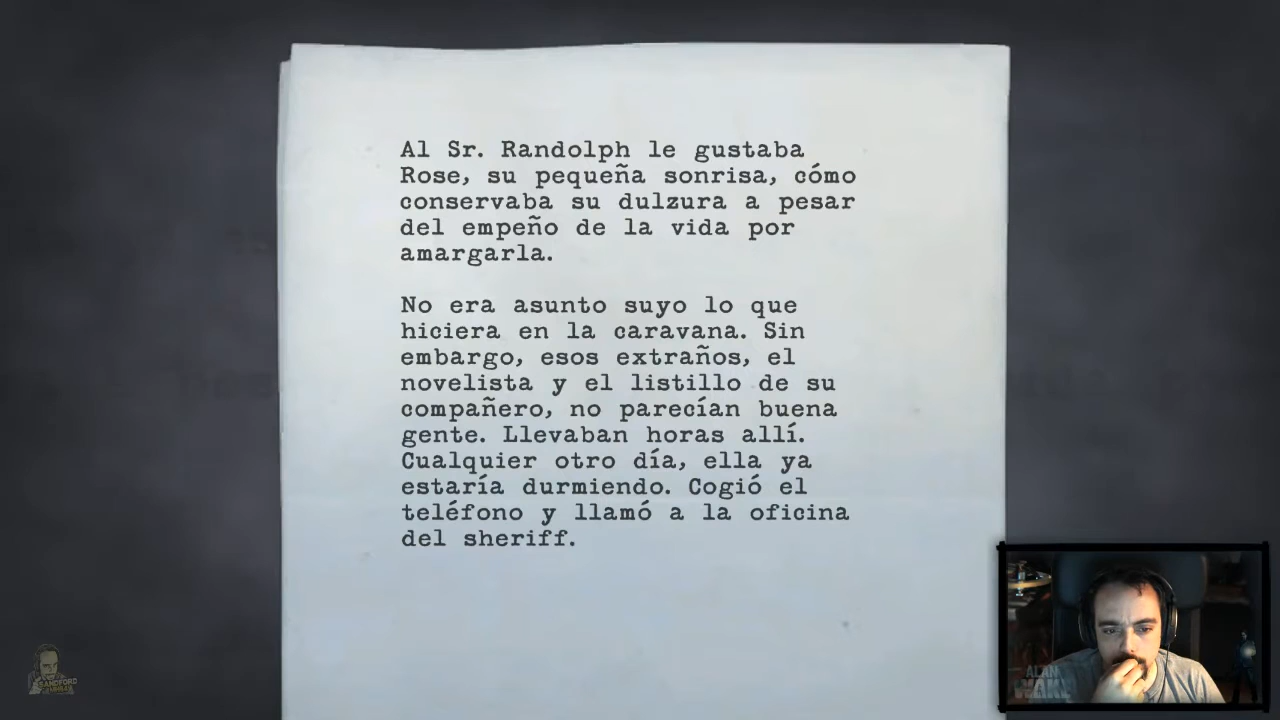 Al Sr. Randolph le gustaba
Rose, su pequeña sonrisa, cómo
conservaba su dulzura a pesar
del empeño de la vida por
amargarla.
No era asunto suyo lo que
hiciera en la caravana. Sin
embargo, esos extraños, el
novelista y el listillo de su
compañero, no parecían buena
gente. Llevaban horas allí.
Cualquier otro día, ella ya
estaría durmiendo. Cogió el
teléfono y llamó a la oficina
del sheriff.
ALAN
WAKE
SANDFORD